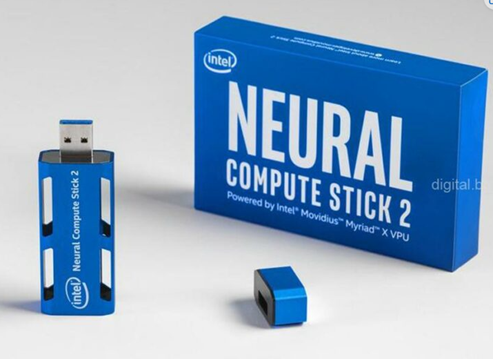 intel
NEURAL
COMPUTE STICK 2
Powered by Intel® Movidius™ Myriad™ X VPU
digital.b
intel Neural Compute Stick 2